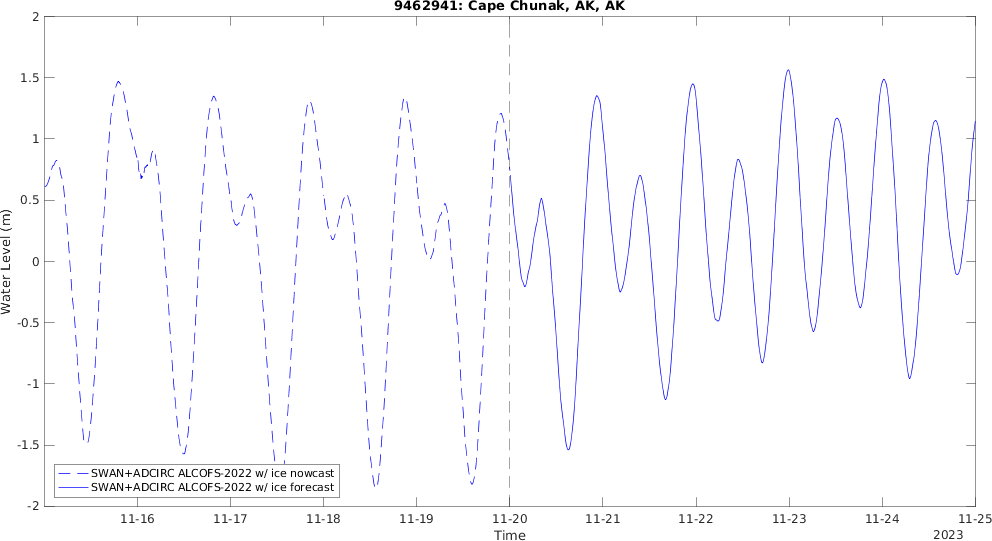 9462941: Cape Chunak, AK, AK
2
1.5
1
0.5
0
-0.5
-1
-1.5
-2
Water Level (m)
SWAN+ADCIRC ALCOFS-2022 w/ ice nowcast
SWAN+ADCIRC ALCOFS-2022 w/ ice forecast
11-16 11-17 11-18 11-19 11-20 11-21 11-22 11-23 11-24 11-25
Time
2023